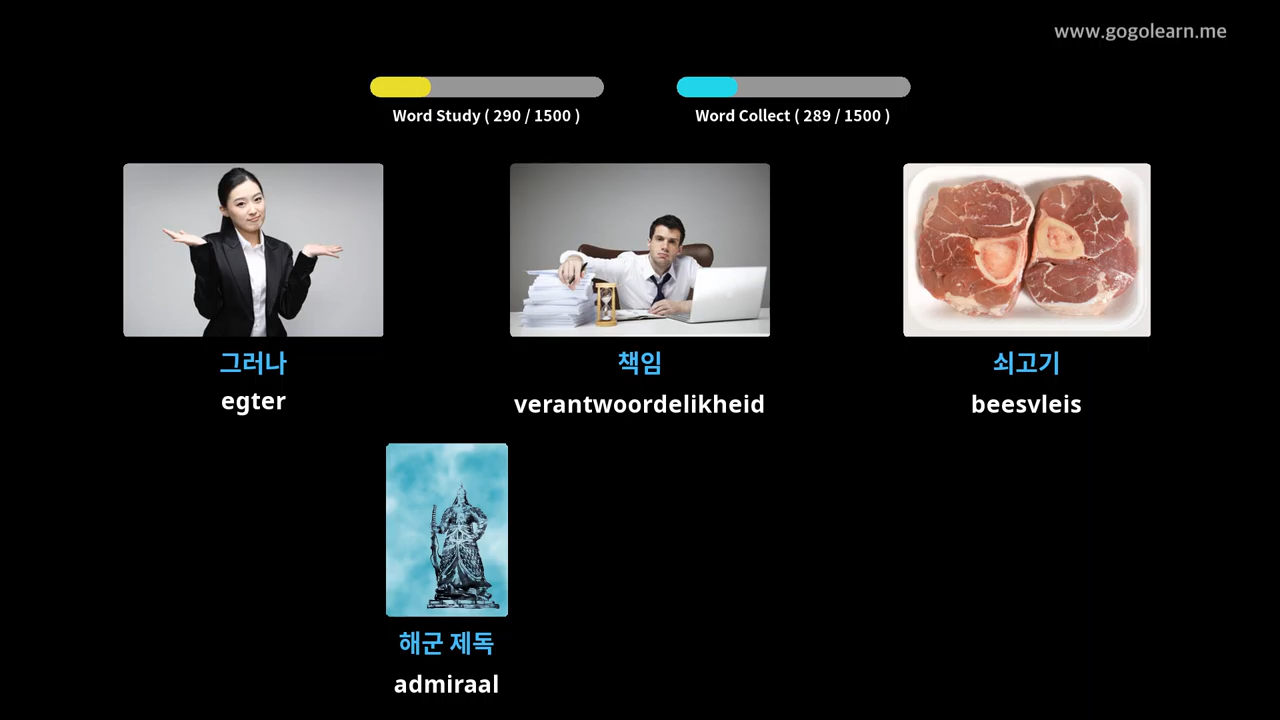 www.gogolearn.me
Word Study ( 290 / 1500 )
Word Collect ( 289 / 1500 )
그러나
egter
책임
verantwoordelikheid
쇠고기
beesvleis
해군 제독
admiraal